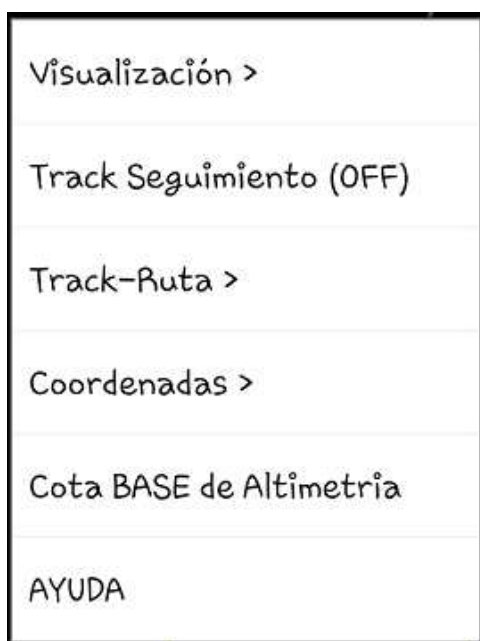 Visualización >
Track Seguimiento (OFF)
Track-Ruta >
Coordenadas >
Cota BASE de Altimetria
AYUDA